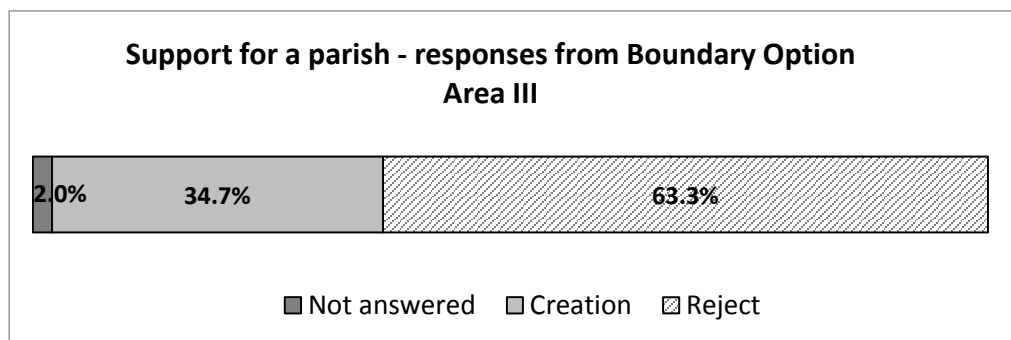 Support for a parish - responses from Boundary Option
Area III
2.0% 34.7% 63.3%
Not answered Creation Reject